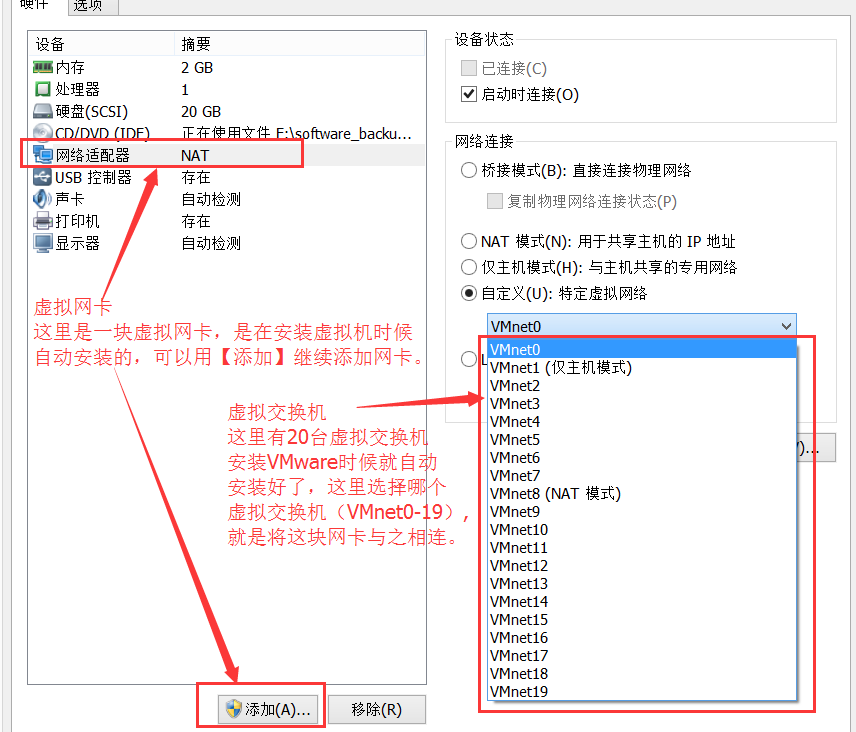 硬件 选项
设备 摘要
内存 2 GB
处理器 1
硬盘(SCSI) 20 GB
CD/DVD (IDE) 正在使用文件 E:\software_backu...
网络适配器 NAT
USB 控制器 存在
声卡 自动检测
打印机 存在
显示器 自动检测
虚拟网卡
这里是一块虚拟网卡，是在安装虚拟机时候
自动安装的，可以用【添加】继续添加网卡。
虚拟交换机
这里有20台虚拟交换机
安装VMware时候就自动
安装好了，这里选择哪个
虚拟交换机（VMnet0-19），
就是将这块网卡与之相连。
添加(A)... 移除(R)
设备状态
已连接(C)
启动时连接(O)
网络连接
桥接模式(B): 直接连接物理网络
复制物理网络连接状态(P)
NAT 模式(N): 用于共享主机的 IP 地址
仅主机模式(H): 与主机共享的专用网络
自定义(U): 特定虚拟网络
VMnet0
VMnet0
VMnet1 (仅主机模式)
VMnet2
VMnet3
VMnet4
VMnet5
VMnet6
VMnet7
VMnet8 (NAT 模式)
VMnet9
VMnet10
VMnet11
VMnet12
VMnet13
VMnet14
VMnet15
VMnet16
VMnet17
VMnet18
VMnet19